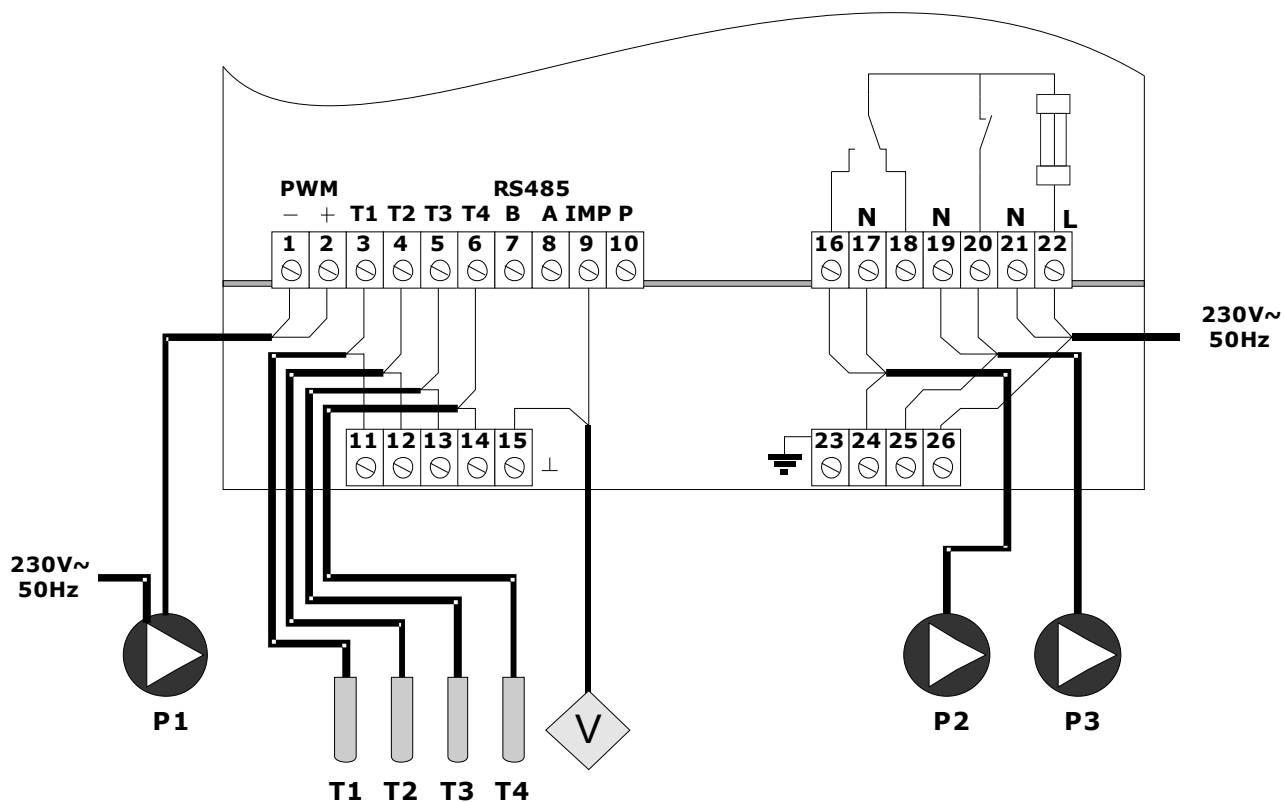 PWM RS485
− + T1 T2 T3 T4 B A IMP P
1 2 3 4 5 6 7 8 9 10
N N N L
16 17 18 19 20 21 22
230V~
50Hz
11 12 13 14 15 ⊥
23 24 25 26
230V~
50Hz
P1
V
P2 P3
T1 T2 T3 T4